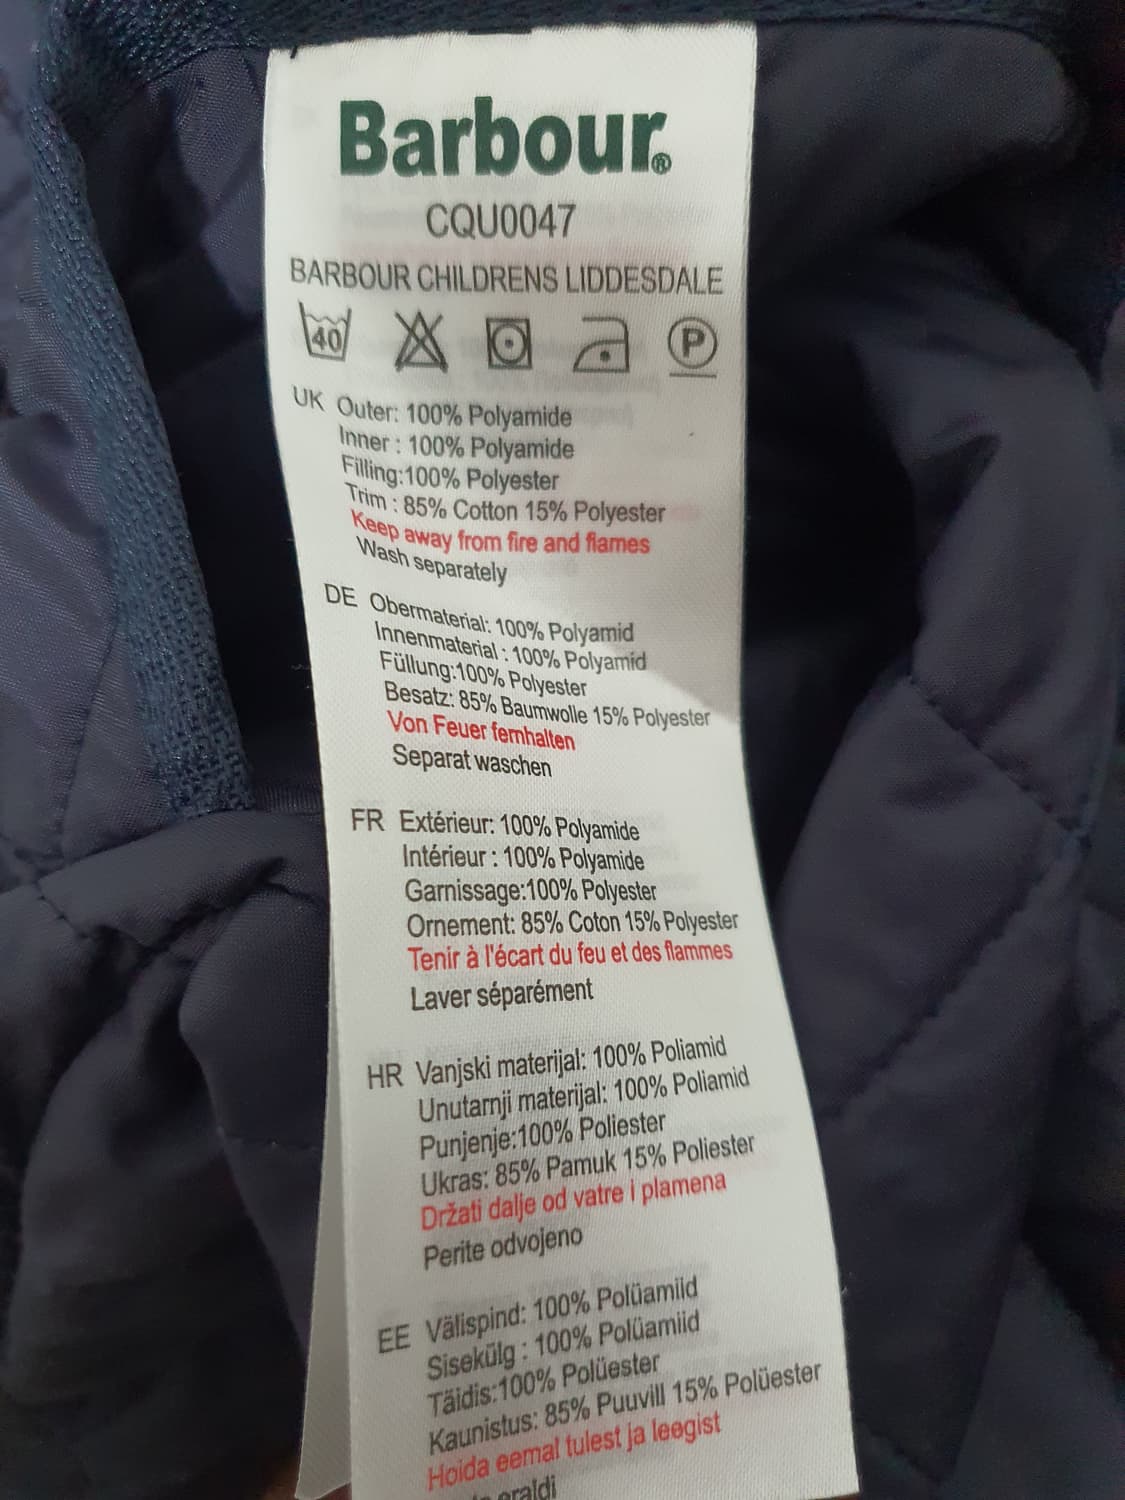 Barbour®
CQU0047
BARBOUR CHILDRENS LIDDESDALE
40 P
UK Outer: 100% Polyamide
Inner : 100% Polyamide
Filling:100% Polyester
Trim : 85% Cotton 15% Polyester
Keep away from fire and flames
Wash separately
DE Obermaterial: 100% Polyamid
Innenmaterial : 100% Polyamid
Füllung:100% Polyester
Besatz: 85% Baumwolle 15% Polyester
Von Feuer fernhalten
Separat waschen
FR Extérieur: 100% Polyamide
Intérieur : 100% Polyamide
Garnissage:100% Polyester
Ornement: 85% Coton 15% Polyester
Tenir à l'écart du feu et des flammes
Laver séparément
HR Vanjski materijal: 100% Poliamid
Unutarnji materijal: 100% Poliamid
Punjenje:100% Poliester
Ukras: 85% Pamuk 15% Poliester
Držati dalje od vatre i plamena
Perite odvojeno
EE Välispind: 100% Polüamiid
Sisekülg : 100% Polüamiid
Täidis:100% Polüester
Kaunistus: 85% Puuvill 15% Polüester
Hoida eemal tulest ja leegist
eraldi